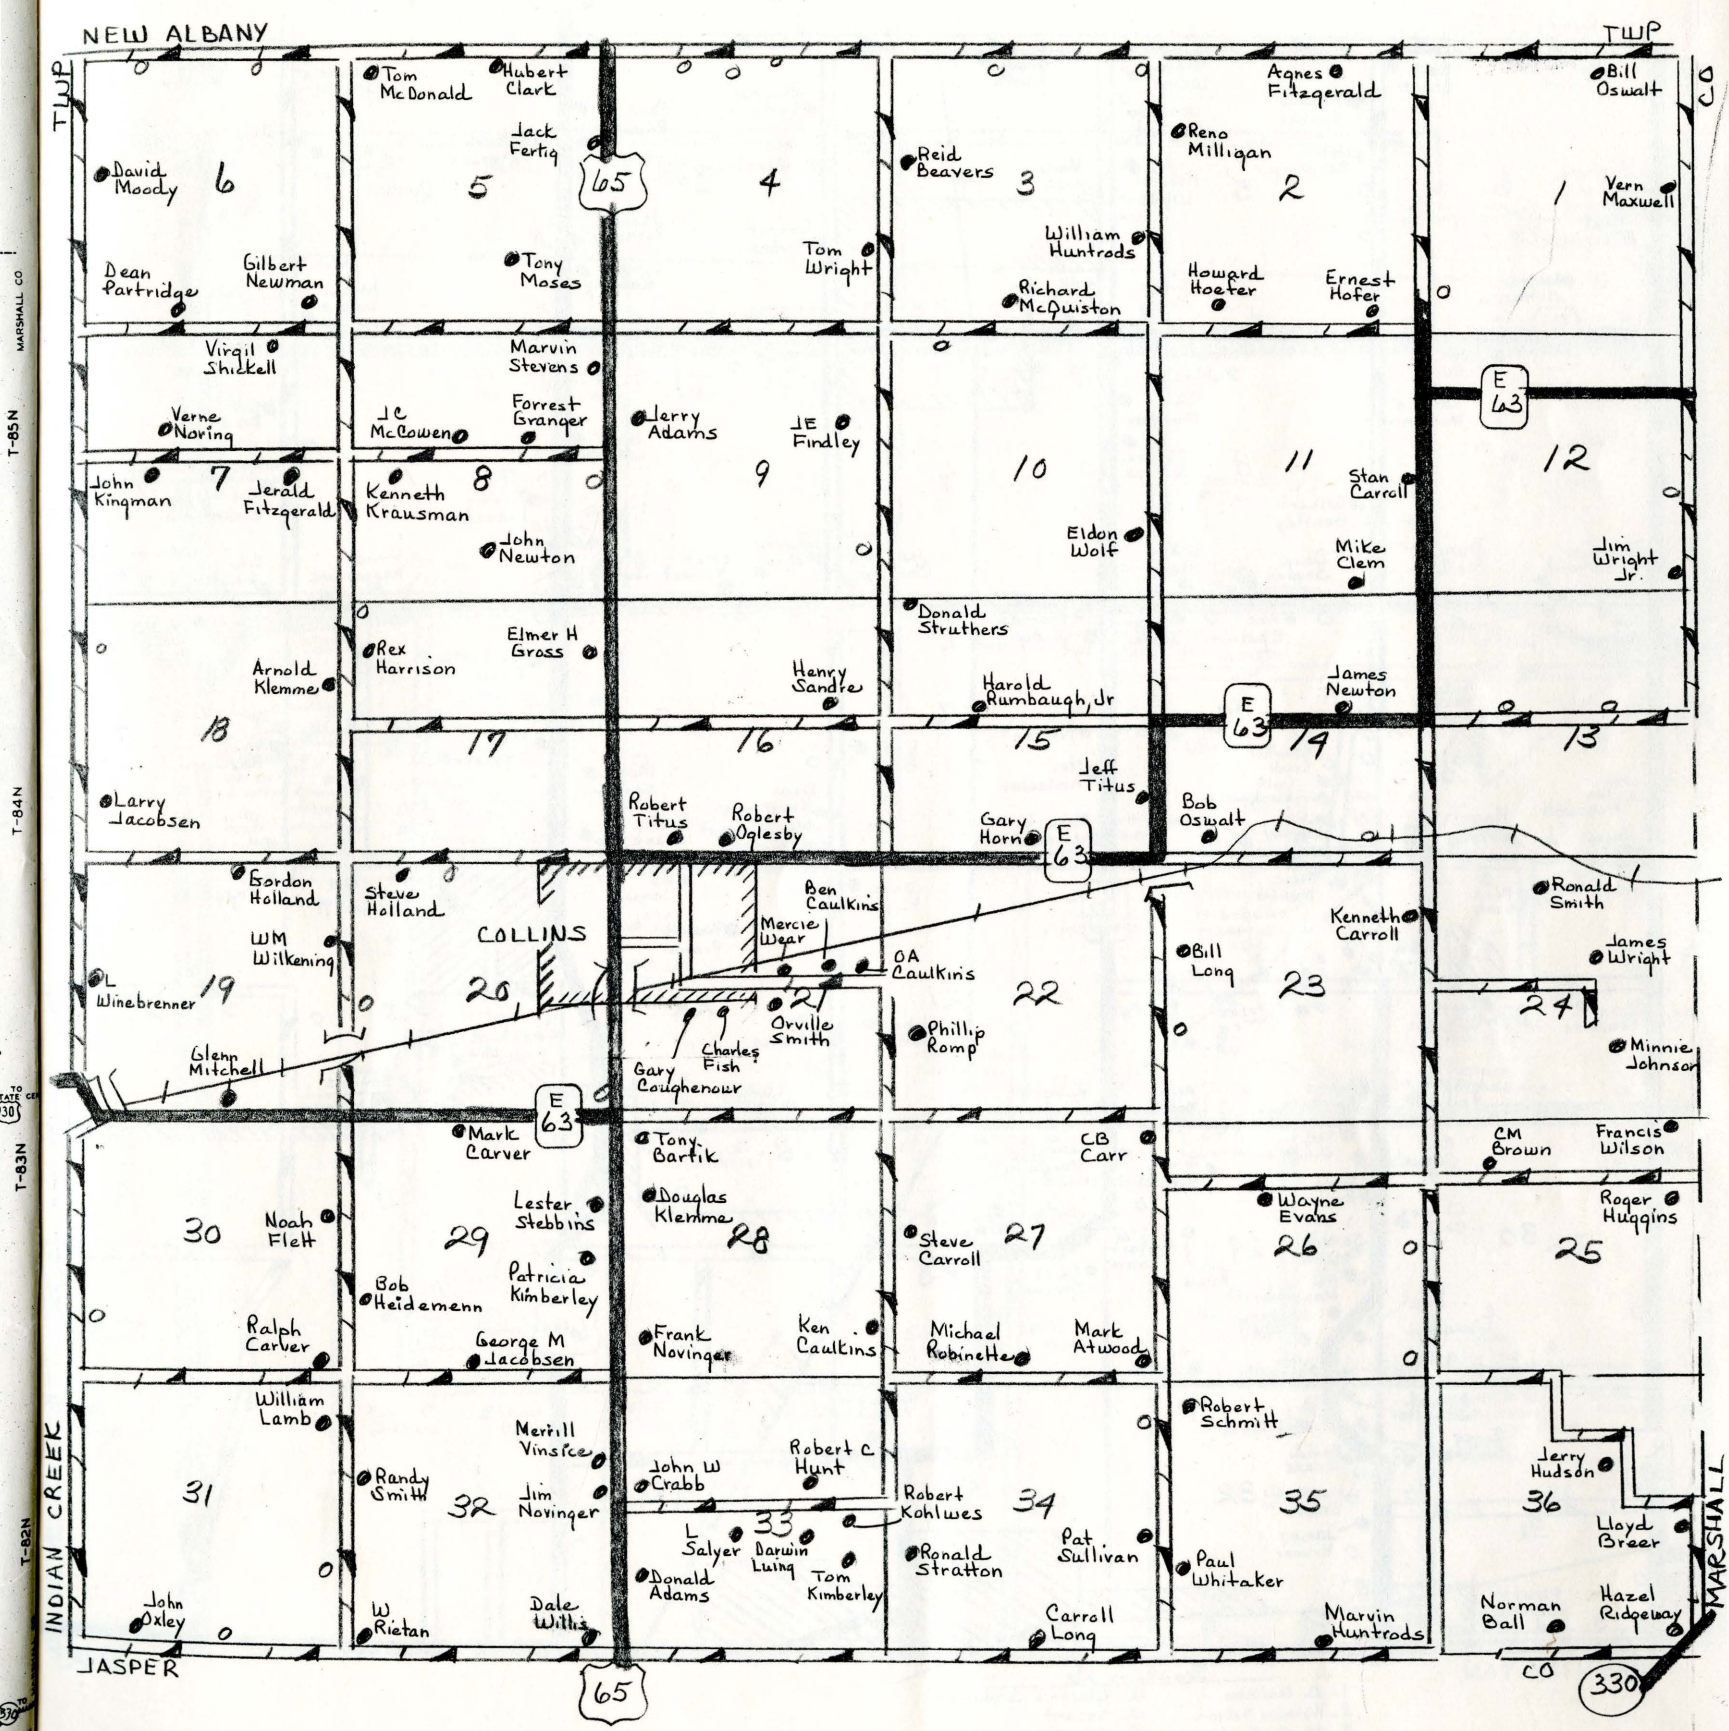 NEW ALBANY
TWP
TWP
CO
Tom
McDonald
Hubert
Clark
Agnes
Fitzgerald
Bill
Oswalt
Jack
Fertig
Reno
Milligan
David
Moody
6
5
65
4
Reid
Beavers
3
2
1
Vern
Maxwell
Dean
Partridge
Gilbert
Newman
Tony
Moses
Tom
Wright
William
Huntrods
Richard
McQuiston
Howard
Hoefer
Ernest
Hofer
MARSHALL CO
T-85N
Virgil
Shickell
Marvin
Stevens
E
63
Verne
Noring
JC
McCowen
Forrest
Granger
Jerry
Adams
JE
Findley
John
Kingman
7
Jerald
Fitzgerald
Kenneth
Krausman
8
9
10
11
Stan
Carroll
12
John
Newton
Eldon
Wolf
Mike
Clem
Jim
Wright
Jr.
Donald
Struthers
Rex
Harrison
Elmer H
Gross
Arnold
Klemme
Henry
Sandre
Harold
Rumbaugh, Jr
James
Newton
E
63
18
17
16
15
14
13
T-84N
Larry
Jacobsen
Robert
Titus
Robert
Oglesby
Jeff
Titus
Gary
Horn
E
63
Bob
Oswalt
Gordon
Holland
Steve
Holland
Ben
Caulkins
Mercie
Wear
Ronald
Smith
WM
Wilkening
COLLINS
OA
Caulkins
Bill
Long
Kenneth
Carroll
James
Wright
L
Winebrenner
19
20
21
22
23
24
Orville
Smith
Phillip
Romp
Minnie
Johnson
Glenn
Mitchell
Charles
Fish
Gary
Coughenour
E
63
Mark
Carver
Tony
Bartik
CB
Carr
CM
Brown
Francis
Wilson
T-83N
Noah
Flett
30
29
Lester
Stebbins
Douglas
Klemme
28
27
Steve
Carroll
Wayne
Evans
26
Roger
Huggins
25
Bob
Heidemenn
Patricia
Kimberley
Ralph
Carver
George M
Jacobsen
Frank
Novinger
Ken
Caulkins
Michael
Robinette
Mark
Atwood
William
Lamb
Merrill
Vinsice
Robert
Schmitt
Randy
Smith
Jim
Novinger
John W
Crabb
Robert C
Hunt
Jerry
Hudson
31
32
33
Robert
Kohlwes
34
35
36
INDIAN CREEK
T-82N
L
Salyer
Darwin
Luing
Tom
Kimberley
Ronald
Stratton
Pat
Sullivan
Lloyd
Breer
Donald
Adams
Paul
Whitaker
MARSHALL
John
Oxley
W
Rietan
Dale
Willis
Carroll
Long
Marvin
Huntrods
Norman
Ball
Hazel
Ridgeway
JASPER
65
CO
330